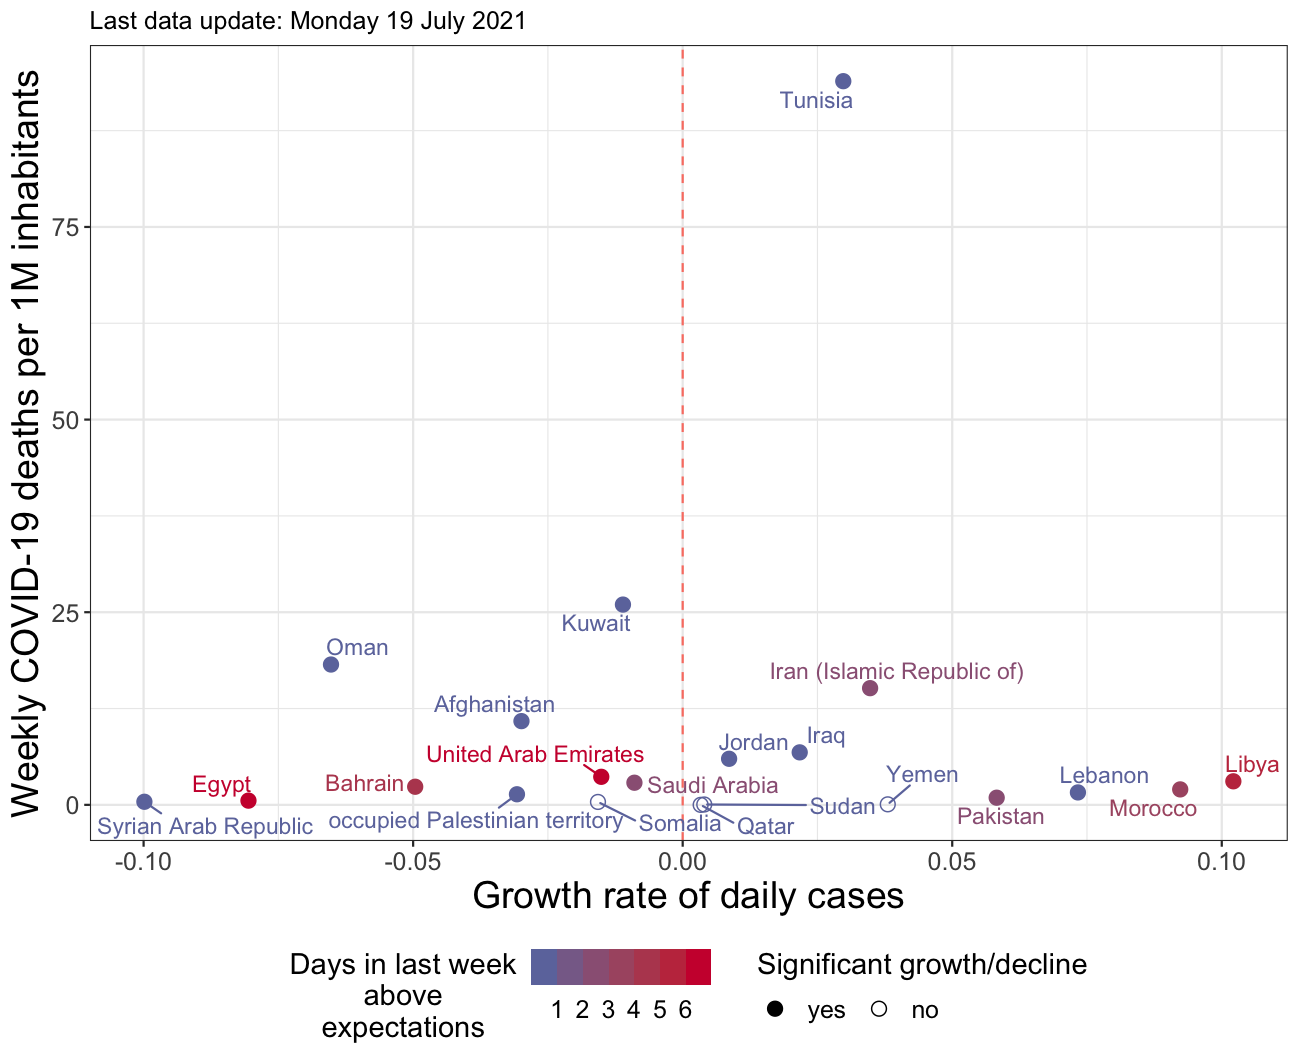 Last data update: Monday 19 July 2021
Weekly COVID-19 deaths per 1M inhabitants
75
50
25
0
Tunisia
Kuwait
Oman
Iran (Islamic Republic of)
Afghanistan
Iraq
Jordan
United Arab Emirates
Libya
Yemen
Lebanon
Egypt
Bahrain
Saudi Arabia
Sudan
Morocco
Pakistan
occupied Palestinian territory
Somalia
Syrian Arab Republic
Qatar
-0.10 -0.05 0.00 0.05 0.10
Growth rate of daily cases
Days in last week
above
expectations
1 2 3 4 5 6
Significant growth/decline
yes no